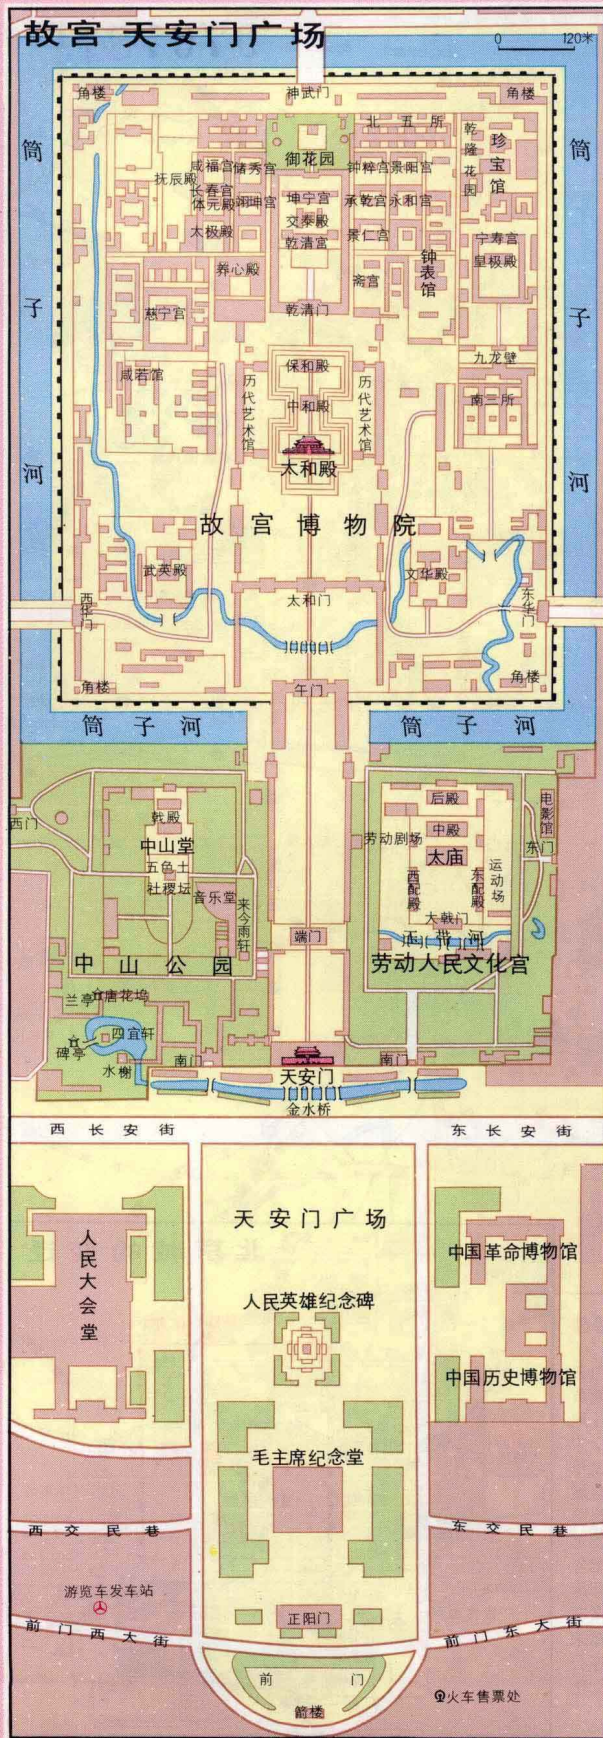 故宫 天安门广场
0 120米
角楼
神武门
角楼
筒子河
筒子河
北五所
御花园
乾隆花园
珍宝馆
抚辰殿
咸福宫
储秀宫
钟粹宫
景阳宫
长春宫
体元殿
翊坤宫
坤宁宫
承乾宫
永和宫
交泰殿
太极殿
乾清宫
景仁宫
宁寿宫
皇极殿
养心殿
斋宫
钟表馆
慈宁宫
乾清门
咸若馆
历代艺术馆
保和殿
历代艺术馆
九龙壁
中和殿
南三所
太和殿
故宫博物院
武英殿
文华殿
西华门
太和门
东华门
角楼
午门
角楼
筒子河
筒子河
西门
戟殿
后殿
电影馆
中山堂
劳动剧场
中殿
五色土
太庙
东门
社稷坛
音乐堂
来今雨轩
西配殿
东配殿
运动场
大戟门
端门
玉带河
中山公园
劳动人民文化宫
兰亭
唐花坞
四宜轩
碑亭
水榭
南门
天安门
南门
金水桥
西长安街
东长安街
天安门广场
人民大会堂
中国革命博物馆
人民英雄纪念碑
中国历史博物馆
毛主席纪念堂
西交民巷
东交民巷
游览车发车站
正阳门
前门西大街
前门东大街
前门
箭楼
火车售票处